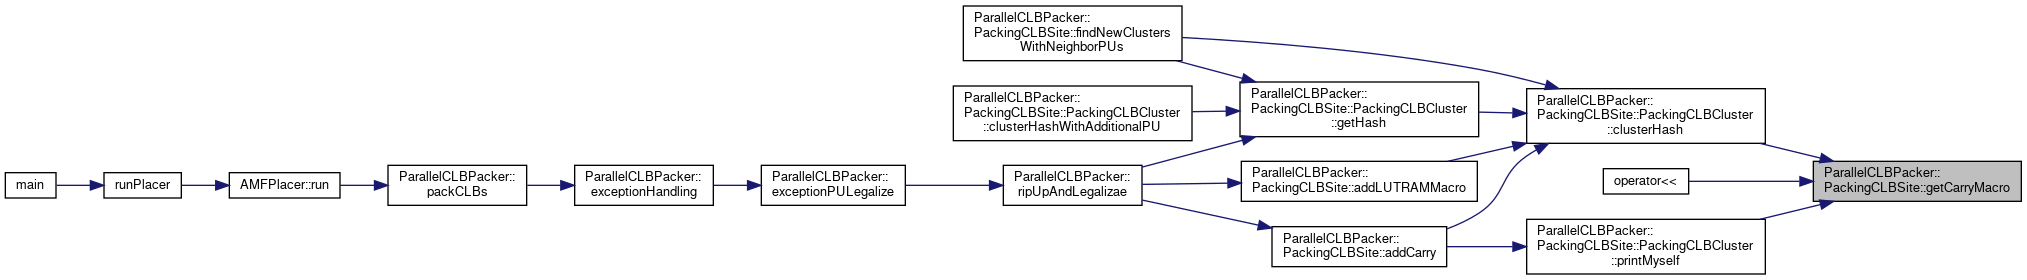 main
runPlacer
AMFPlacer::run
ParallelCLBPacker::
packCLBs
ParallelCLBPacker::
exceptionHandling
ParallelCLBPacker::
exceptionPULegalize
ParallelCLBPacker::
ripUpAndLegalizae
ParallelCLBPacker::
PackingCLBSite::findNewClusters
WithNeighborPUs
ParallelCLBPacker::
PackingCLBSite::PackingCLBCluster
::clusterHashWithAdditionalPU
ParallelCLBPacker::
PackingCLBSite::PackingCLBCluster
::getHash
ParallelCLBPacker::
PackingCLBSite::addLUTRAMMacro
ParallelCLBPacker::
PackingCLBSite::addCarry
ParallelCLBPacker::
PackingCLBSite::PackingCLBCluster
::clusterHash
operator<<
ParallelCLBPacker::
PackingCLBSite::PackingCLBCluster
::printMyself
ParallelCLBPacker::
PackingCLBSite::getCarryMacro